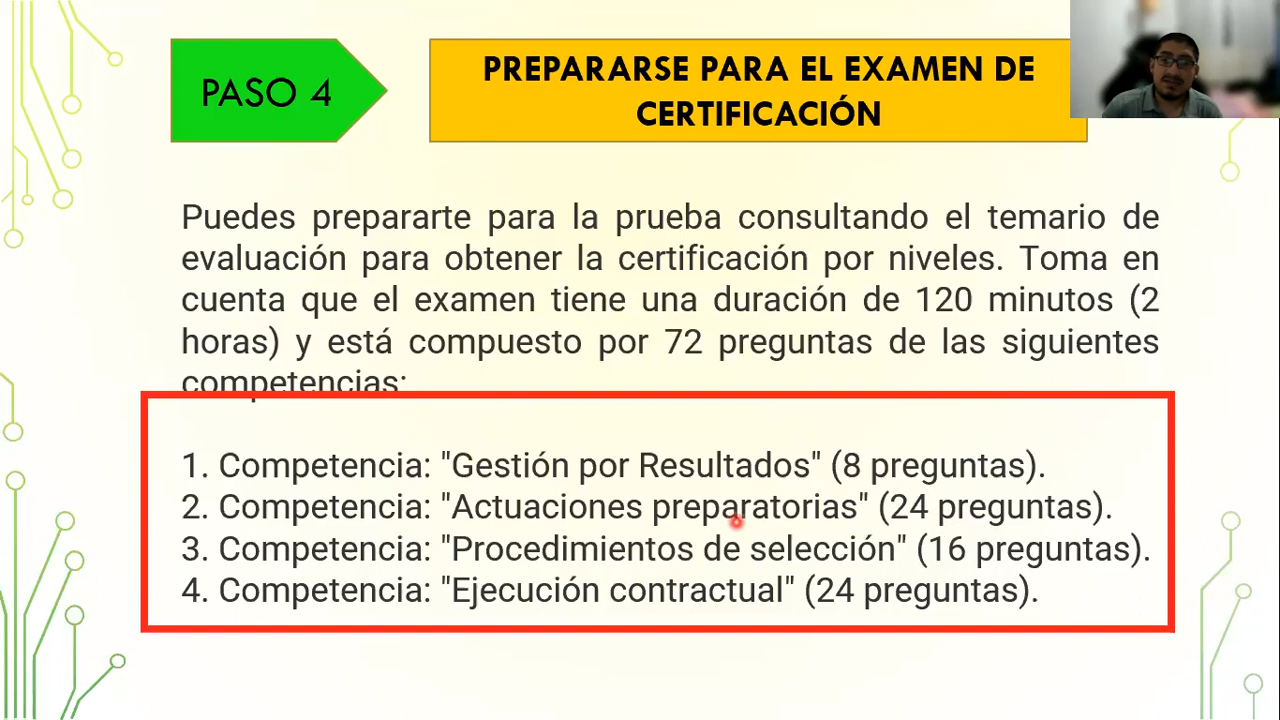 PASO 4
PREPARARSE PARA EL EXAMEN DE
CERTIFICACIÓN
Puedes prepararte para la prueba consultando el temario de
evaluación para obtener la certificación por niveles. Toma en
cuenta que el examen tiene una duración de 120 minutos (2
horas) y está compuesto por 72 preguntas de las siguientes
competencias:
1. Competencia: "Gestión por Resultados" (8 preguntas).
2. Competencia: "Actuaciones preparatorias" (24 preguntas).
3. Competencia: "Procedimientos de selección" (16 preguntas).
4. Competencia: "Ejecución contractual" (24 preguntas).